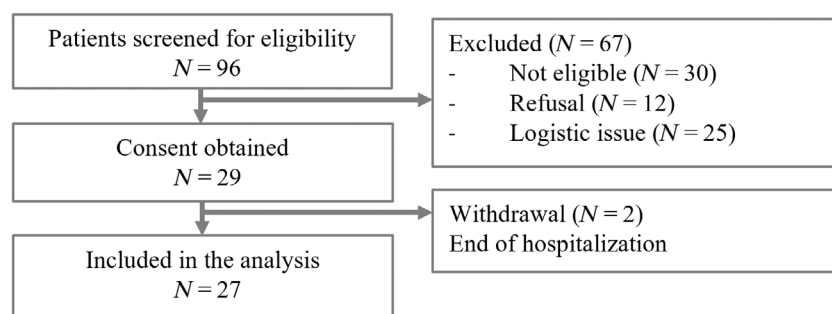 Patients screened for eligibility
N = 96
Excluded (N = 67)
- Not eligible (N = 30)
- Refusal (N = 12)
- Logistic issue (N = 25)
Consent obtained
N = 29
Withdrawal (N = 2)
End of hospitalization
Included in the analysis
N = 27